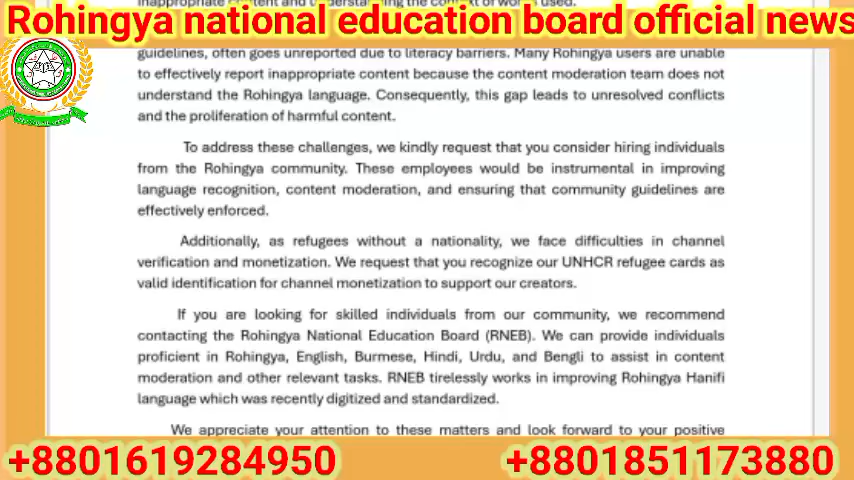 inappropriate content and understanding the context of words used.
Rohingya national education board official news
guidelines, often goes unreported due to literacy barriers. Many Rohingya users are unable
to effectively report inappropriate content because the content moderation team does not
understand the Rohingya language. Consequently, this gap leads to unresolved conflicts
and the proliferation of harmful content.
To address these challenges, we kindly request that you consider hiring individuals
from the Rohingya community. These employees would be instrumental in improving
language recognition, content moderation, and ensuring that community guidelines are
effectively enforced.
Additionally, as refugees without a nationality, we face difficulties in channel
verification and monetization. We request that you recognize our UNHCR refugee cards as
valid identification for channel monetization to support our creators.
If you are looking for skilled individuals from our community, we recommend
contacting the Rohingya National Education Board (RNEB). We can provide individuals
proficient in Rohingya, English, Burmese, Hindi, Urdu, and Bengli to assist in content
moderation and other relevant tasks. RNEB tirelessly works in improving Rohingya Hanifi
language which was recently digitized and standardized.
We appreciate your attention to these matters and look forward to your positive
+8801619284950
+8801851173880